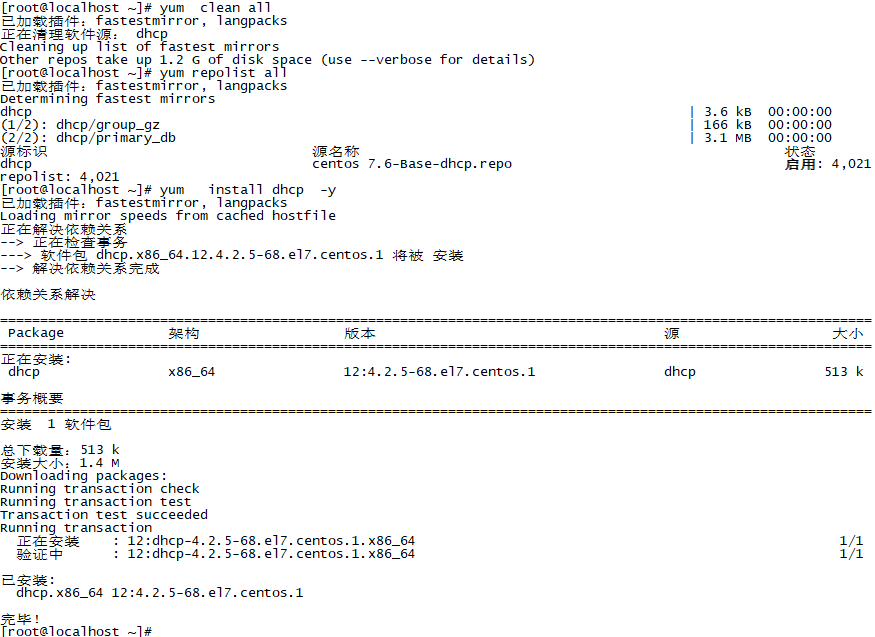 [root@localhost ~]# yum  clean all
已加载插件：fastestmirror, langpacks
正在清理软件源： dhcp
Cleaning up list of fastest mirrors
Other repos take up 1.2 G of disk space (use --verbose for details)
[root@localhost ~]# yum repolist all
已加载插件：fastestmirror, langpacks
Determining fastest mirrors
dhcp | 3.6 kB  00:00:00
(1/2): dhcp/group_gz | 166 kB  00:00:00
(2/2): dhcp/primary_db | 3.1 MB  00:00:00
源标识 源名称 状态
dhcp centos 7.6-Base-dhcp.repo 启用: 4,021
repolist: 4,021
[root@localhost ~]# yum   install dhcp  -y
已加载插件：fastestmirror, langpacks
Loading mirror speeds from cached hostfile
正在解决依赖关系
--> 正在检查事务
---> 软件包 dhcp.x86_64.12.4.2.5-68.el7.centos.1 将被 安装
--> 解决依赖关系完成
依赖关系解决
================================================================================
Package 架构 版本 源 大小
================================================================================
正在安装:
dhcp x86_64 12:4.2.5-68.el7.centos.1 dhcp 513 k
事务概要
================================================================================
安装  1 软件包
总下载量：513 k
安装大小：1.4 M
Downloading packages:
Running transaction check
Running transaction test
Transaction test succeeded
Running transaction
正在安装    : 12:dhcp-4.2.5-68.el7.centos.1.x86_64 1/1
验证中      : 12:dhcp-4.2.5-68.el7.centos.1.x86_64 1/1
已安装:
dhcp.x86_64 12:4.2.5-68.el7.centos.1
完毕！
[root@localhost ~]#